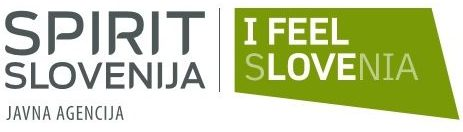 SPIRIT
SLOVENIJA
JAVNA AGENCIJA
I FEEL
SLOVENIA